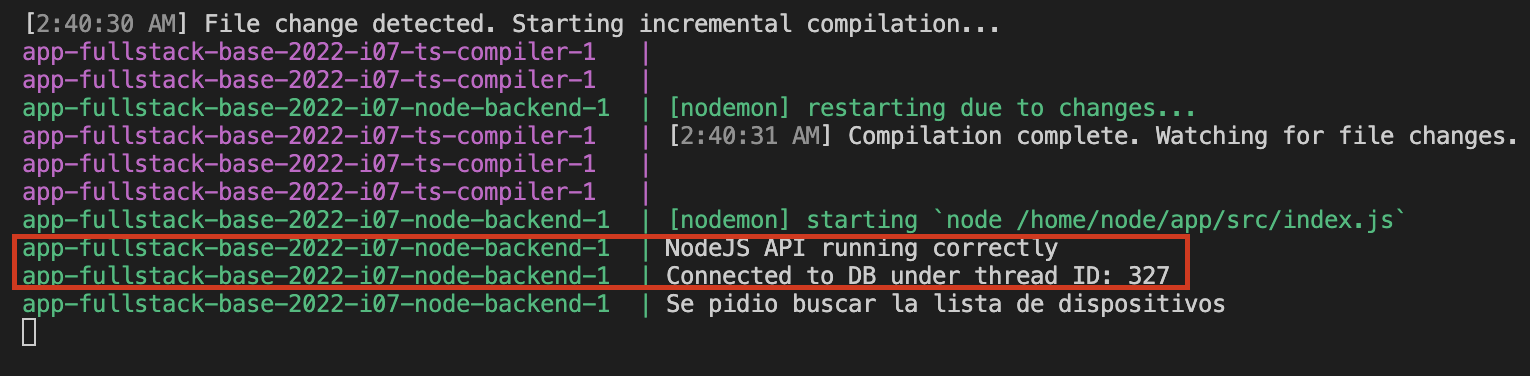 [2:40:30 AM] File change detected. Starting incremental compilation...
app-fullstack-base-2022-i07-ts-compiler-1 |
app-fullstack-base-2022-i07-ts-compiler-1 |
app-fullstack-base-2022-i07-node-backend-1 | [nodemon] restarting due to changes...
app-fullstack-base-2022-i07-ts-compiler-1 | [2:40:31 AM] Compilation complete. Watching for file changes.
app-fullstack-base-2022-i07-ts-compiler-1 |
app-fullstack-base-2022-i07-ts-compiler-1 |
app-fullstack-base-2022-i07-node-backend-1 | [nodemon] starting `node /home/node/app/src/index.js`
app-fullstack-base-2022-i07-node-backend-1 | NodeJS API running correctly
app-fullstack-base-2022-i07-node-backend-1 | Connected to DB under thread ID: 327
app-fullstack-base-2022-i07-node-backend-1 | Se pidio buscar la lista de dispositivos